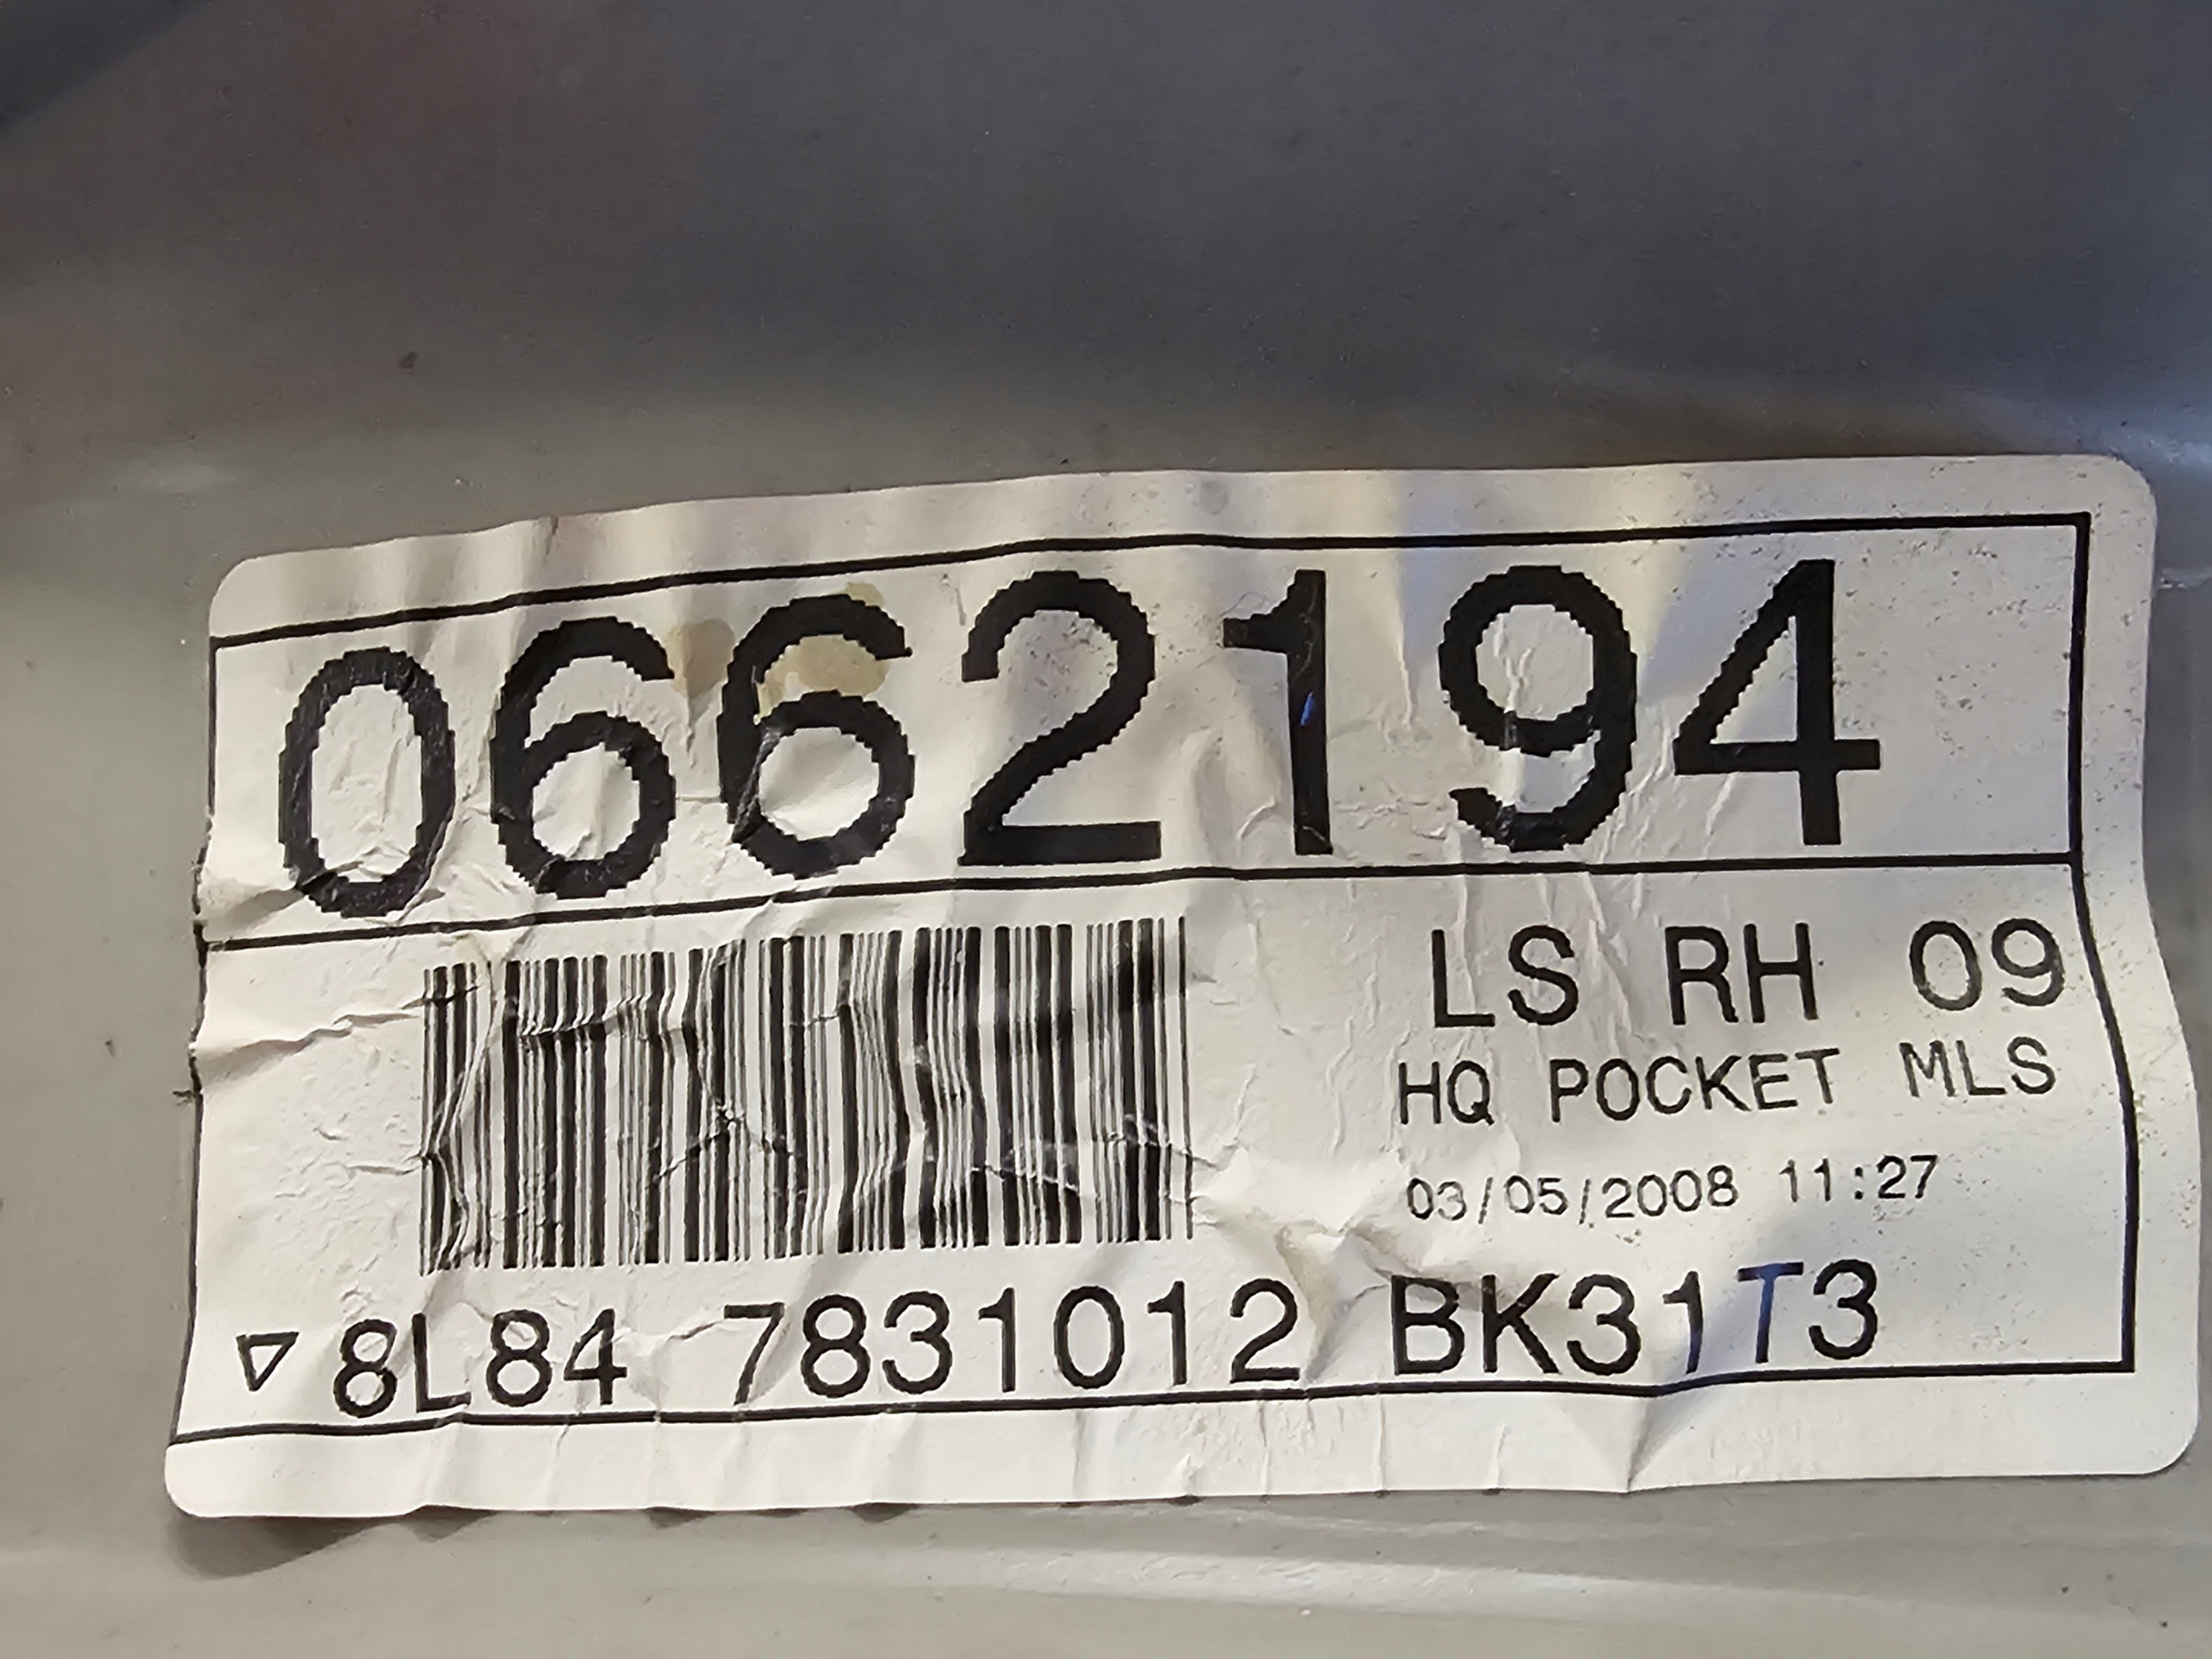 0662194
LS RH 09
HQ POCKET MLS
03/05/2008 11:27
▽ 8L84 7831012 BK31T3